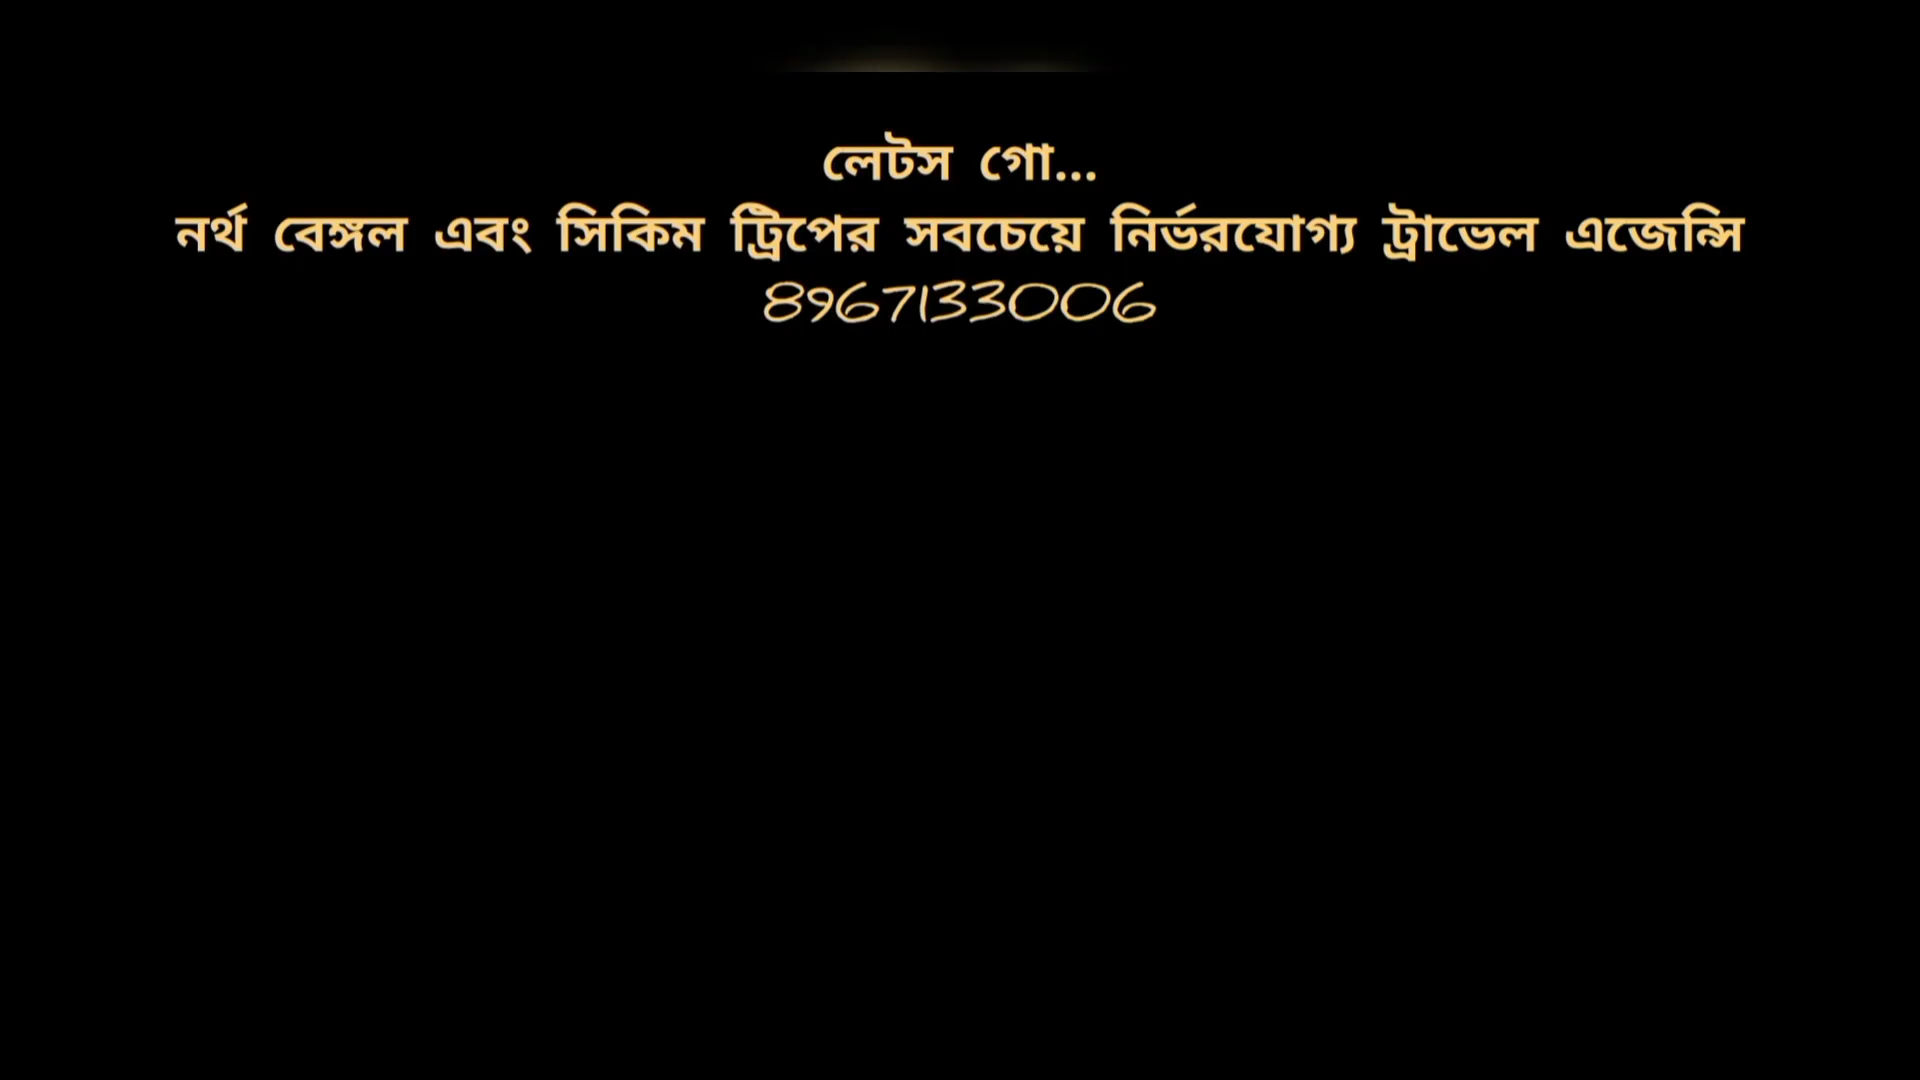 লেটস গো...
নর্থ বেঙ্গল এবং সিকিম ট্রিপের সবচেয়ে নির্ভরযোগ্য ট্রাভেল এজেন্সি
8967133006